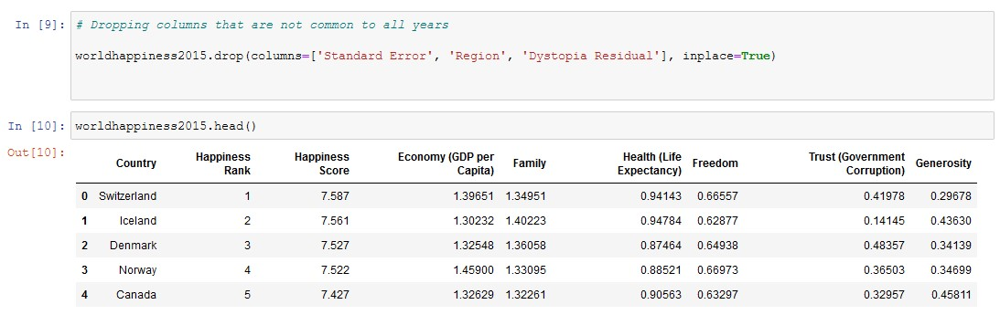 In [9]: # Dropping columns that are not common to all years
worldhappiness2015.drop(columns=['Standard Error', 'Region', 'Dystopia Residual'], inplace=True)
In [10]: worldhappiness2015.head()
Out[10]:
Country Happiness Rank Happiness Score Economy (GDP per Capita) Family Health (Life Expectancy) Freedom Trust (Government Corruption) Generosity
0 Switzerland 1 7.587 1.39651 1.34951 0.94143 0.66557 0.41978 0.29678
1 Iceland 2 7.561 1.30232 1.40223 0.94784 0.62877 0.14145 0.43630
2 Denmark 3 7.527 1.32548 1.36058 0.87464 0.64938 0.48357 0.34139
3 Norway 4 7.522 1.45900 1.33095 0.88521 0.66973 0.36503 0.34699
4 Canada 5 7.427 1.32629 1.32261 0.90563 0.63297 0.32957 0.45811